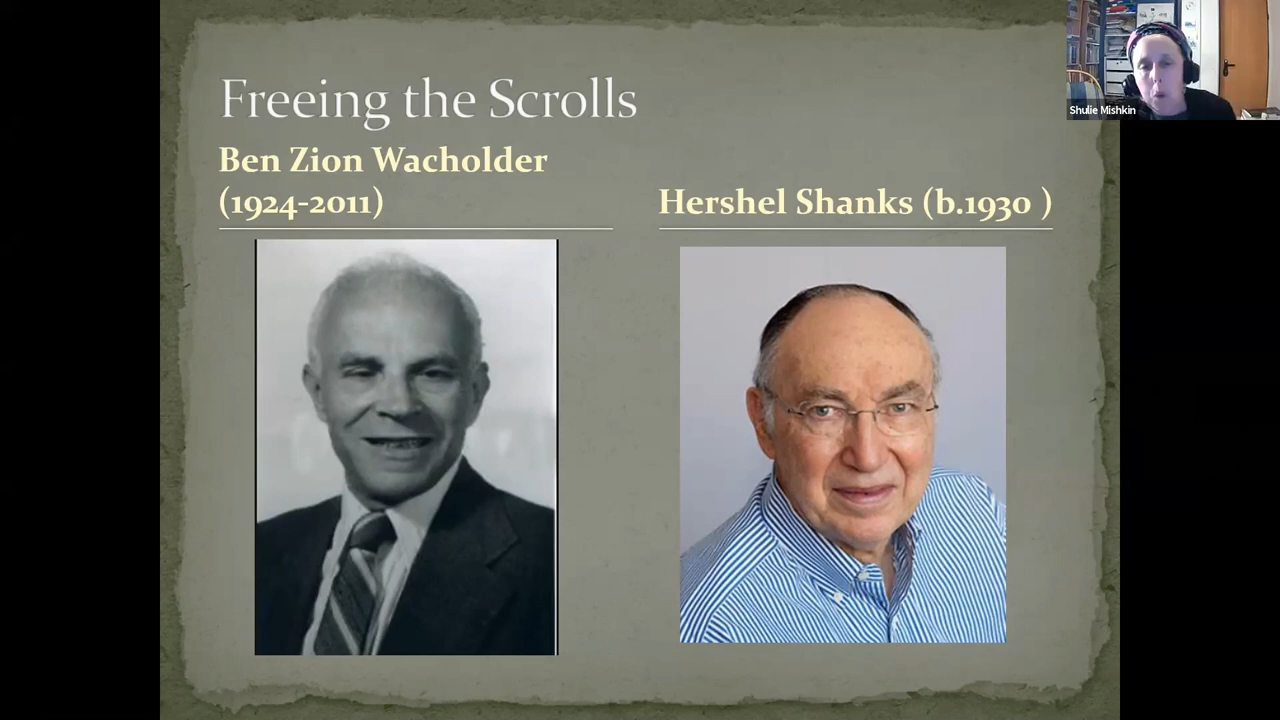 Freeing the Scrolls
Ben Zion Wacholder
(1924-2011)
Hershel Shanks (b.1930 )
Shulie Mishkin